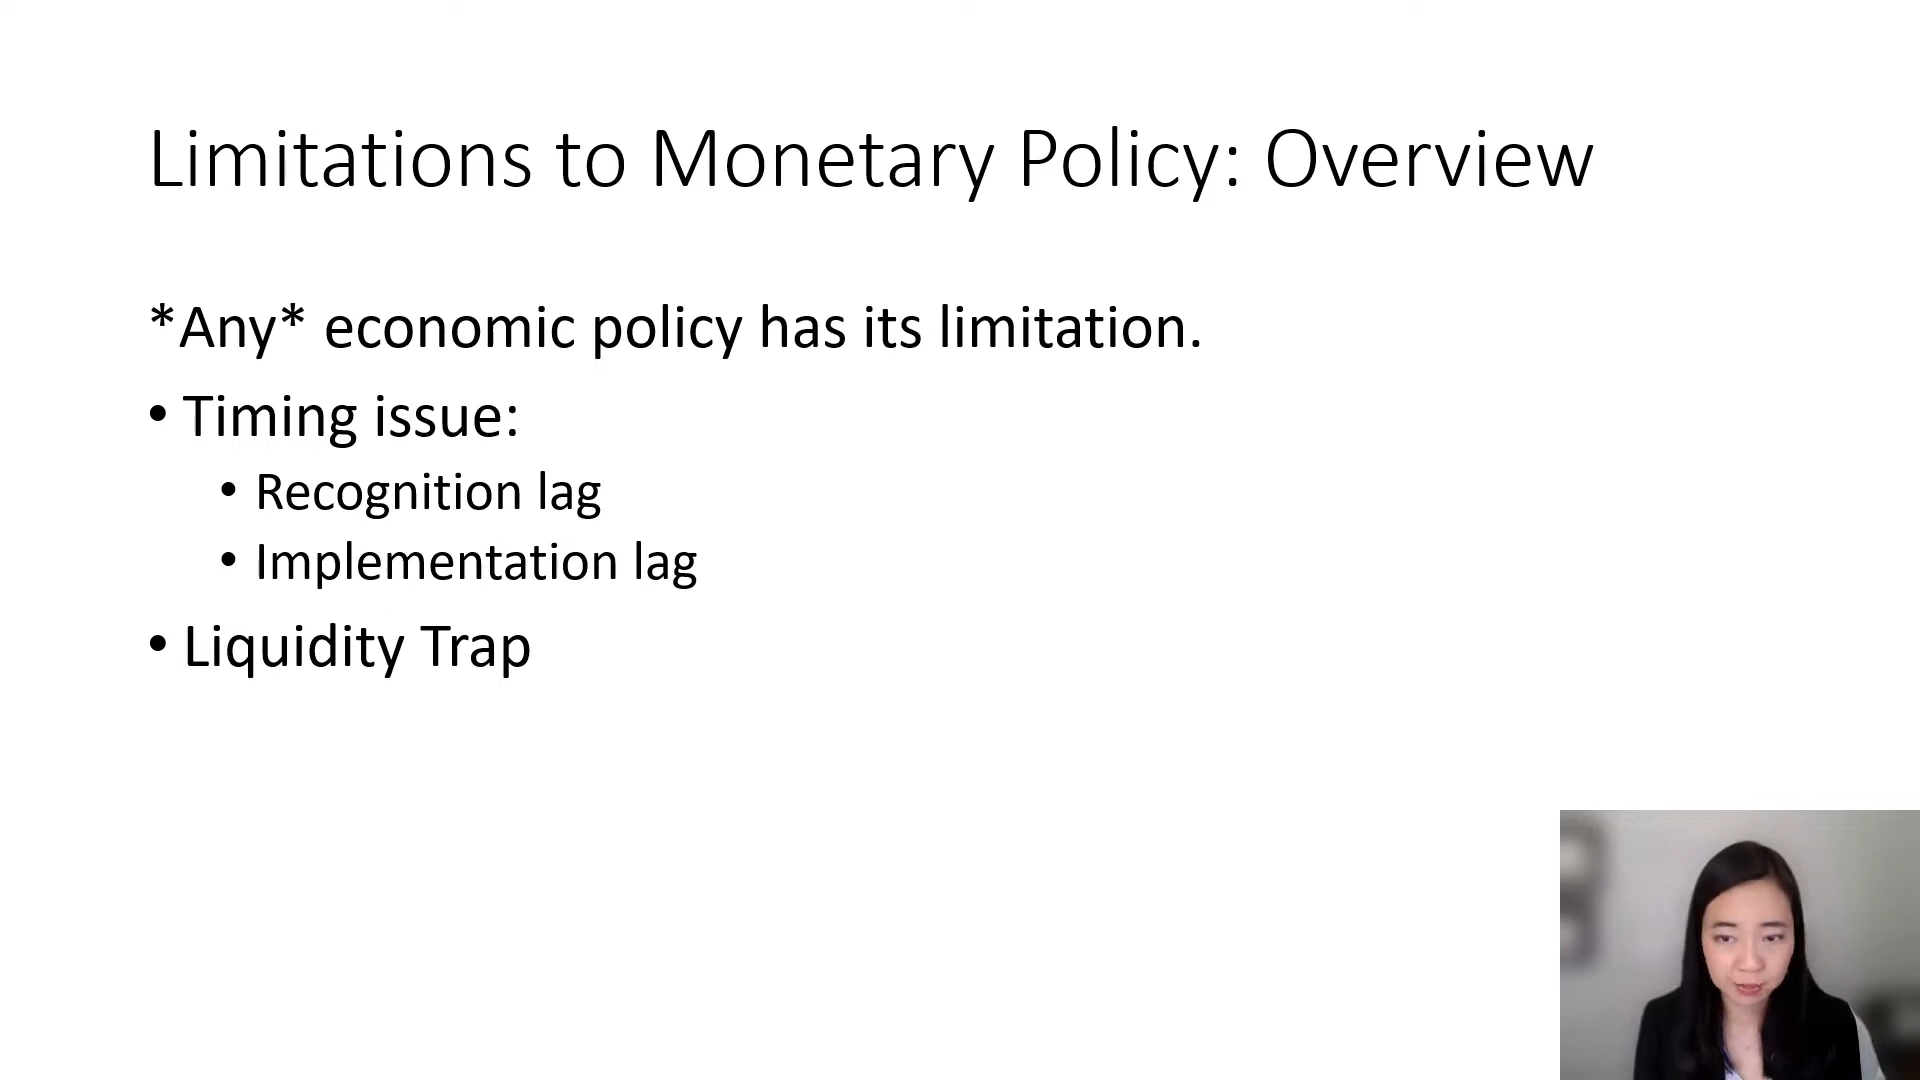 Limitations to Monetary Policy: Overview
*Any* economic policy has its limitation.
• Timing issue:
• Recognition lag
• Implementation lag
• Liquidity Trap